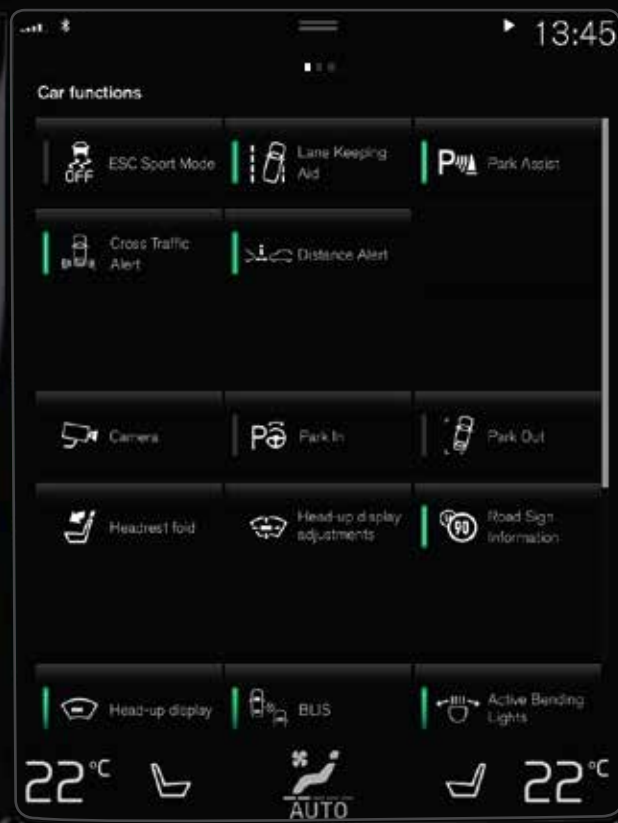 13:45
Car functions
OFF
ESC Sport Mode
Lane Keeping
Aid
P
Park Assist
Cross Traffic
Alert
Distance Alert
Camera
P
Park In
Park Out
Headrest fold
Head-up display
adjustments
90
Road Sign
Information
Head-up display
BLIS
Active Bending
Lights
22°C
AUTO
22°C